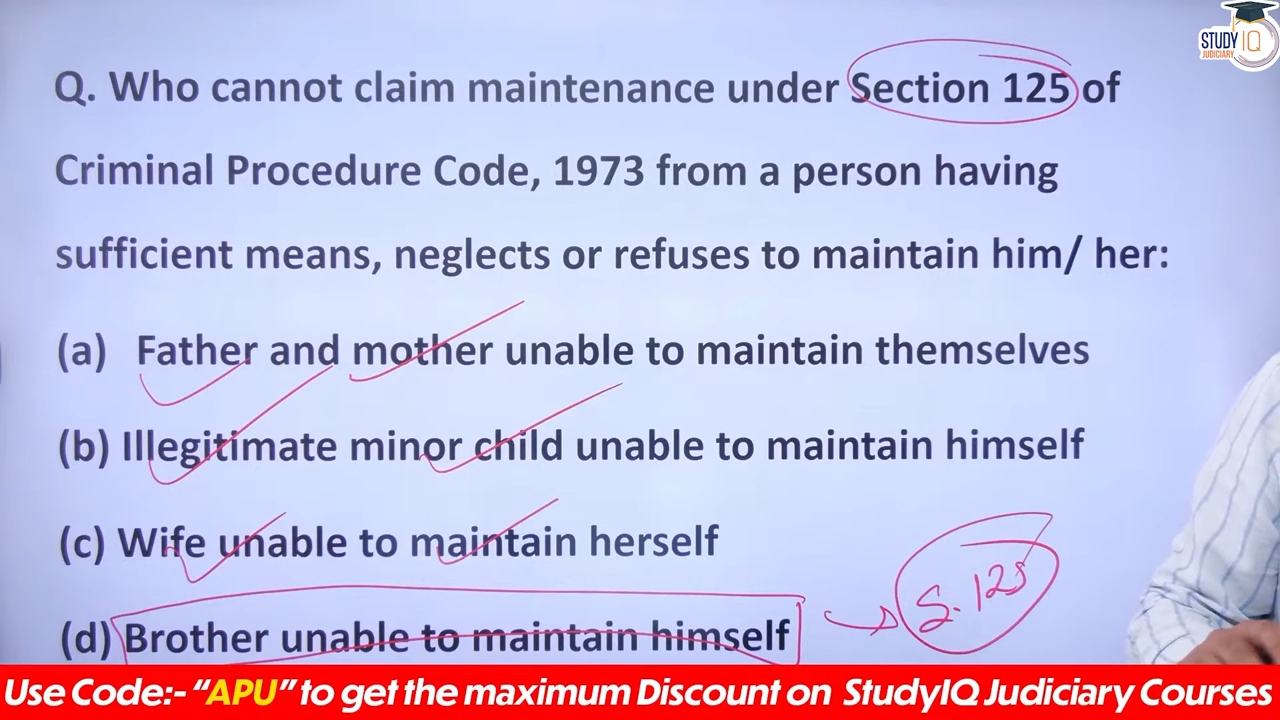 STUDY IQ
JUDICIARY
Q. Who cannot claim maintenance under Section 125 of
Criminal Procedure Code, 1973 from a person having
sufficient means, neglects or refuses to maintain him/ her:
(a) Father and mother unable to maintain themselves
(b) Illegitimate minor child unable to maintain himself
(c) Wife unable to maintain herself
(d) Brother unable to maintain himself
S. 125
Use Code:- “APU” to get the maximum Discount on StudyIQ Judiciary Courses